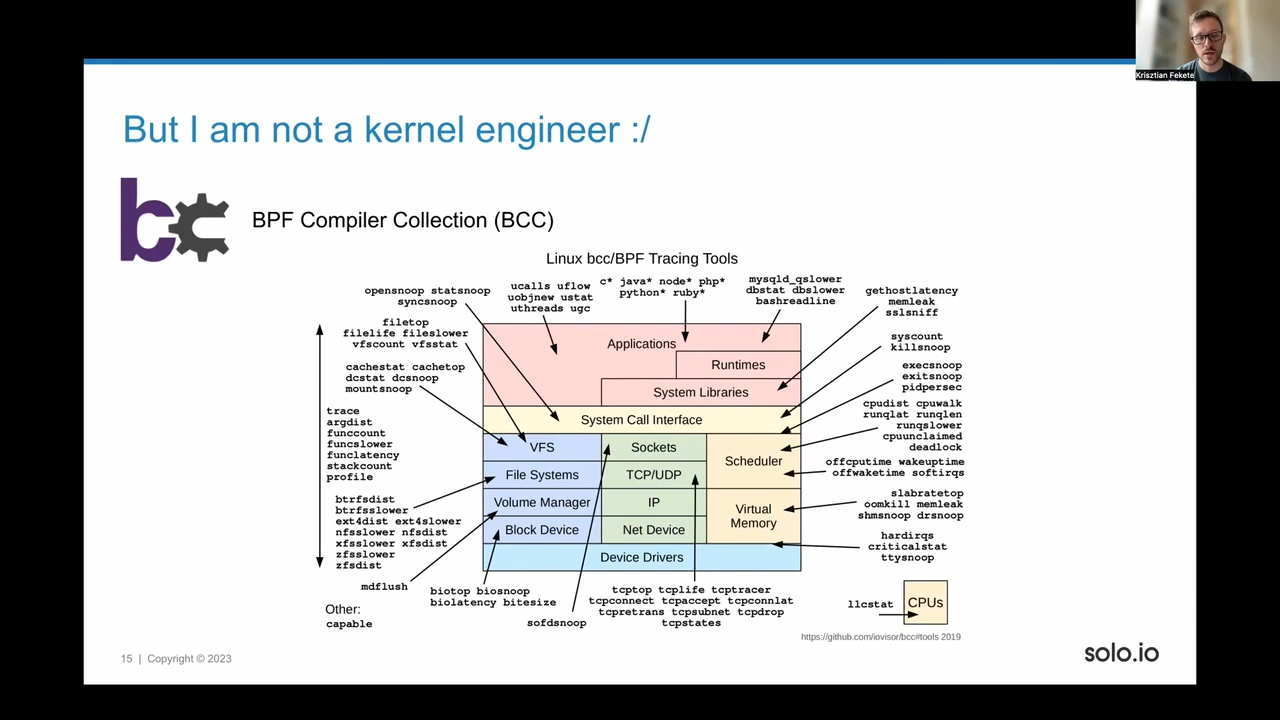 Krisztian Fekete
But I am not a kernel engineer :/
bc
BPF Compiler Collection (BCC)
Linux bcc/BPF Tracing Tools
opensnoop statsnoop
syncsnoop
ucalls uflow
uobjnew ustat
uthreads ugc
c* java* node* php*
python* ruby*
mysqld_qslower
dbstat dbslower
bashreadline
gethostlatency
memleak
sslsniff
filetop
filelife fileslower
vfscount vfsstat
syscount
killsnoop
cachestat cachetop
dcstat dcsnoop
mountsnoop
execsnoop
exitsnoop
pidpersec
trace
argdist
funccount
funcslower
funclatency
stackcount
profile
cpudist cpuwalk
runqlat runqlen
runqslower
cpuunclaimed
deadlock
offcputime wakeuptime
offwaketime softirqs
btrfsdist
btrfsslower
ext4dist ext4slower
nfsslower nfsdist
xfsslower xfsdist
zfsslower
zfsdist
slabratetop
oomkill memleak
shmsnoop drsnoop
hardirqs
criticalstat
ttysnoop
Applications
Runtimes
System Libraries
System Call Interface
VFS
Sockets
Scheduler
File Systems
TCP/UDP
Volume Manager
IP
Virtual
Memory
Block Device
Net Device
Device Drivers
mdflush
biotop biosnoop
biolatency bitesize
sofdsnoop
tcptop tcplife tcptracer
tcpconnect tcpaccept tcpconnlat
tcpretrans tcpsubnet tcpdrop
tcpstates
llcstat
CPUs
Other:
capable
https://github.com/iovisor/bcc#tools 2019
15 | Copyright © 2023
solo.io